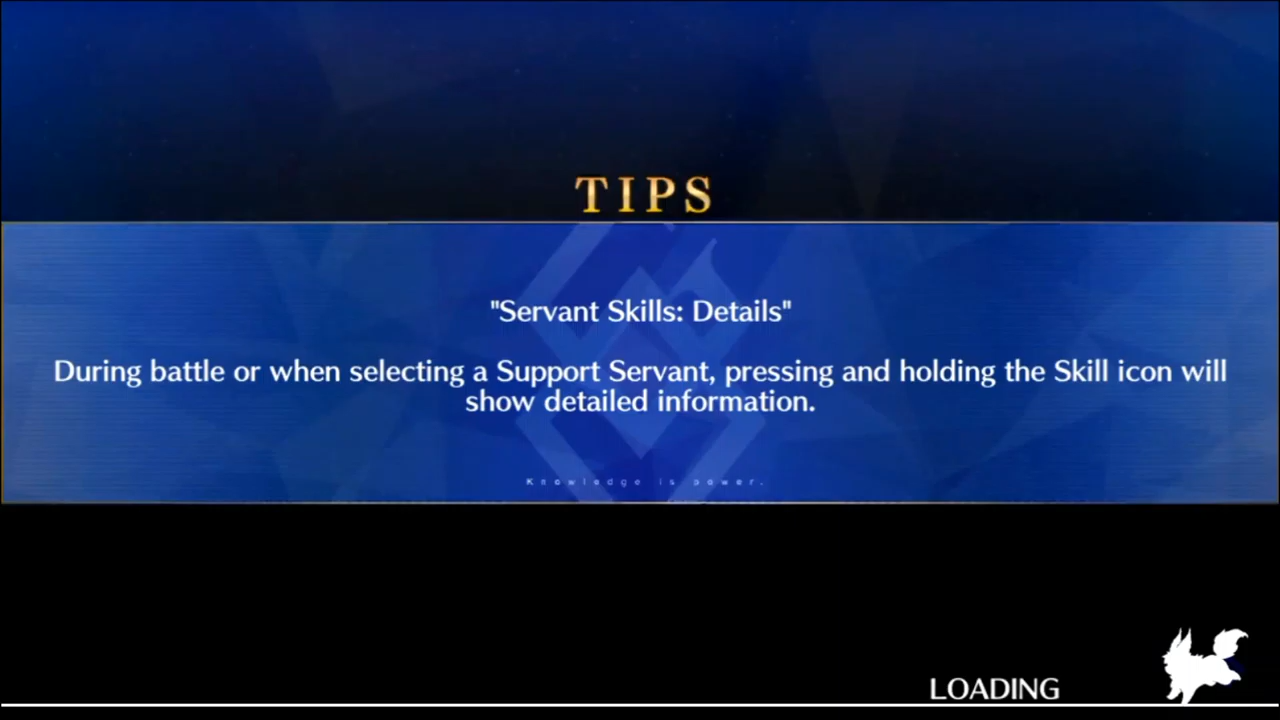 TIPS
"Servant Skills: Details"
During battle or when selecting a Support Servant, pressing and holding the Skill icon will
show detailed information.
Knowledge is power.
LOADING